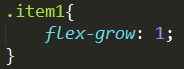 .item1{
    flex-grow: 1;
}